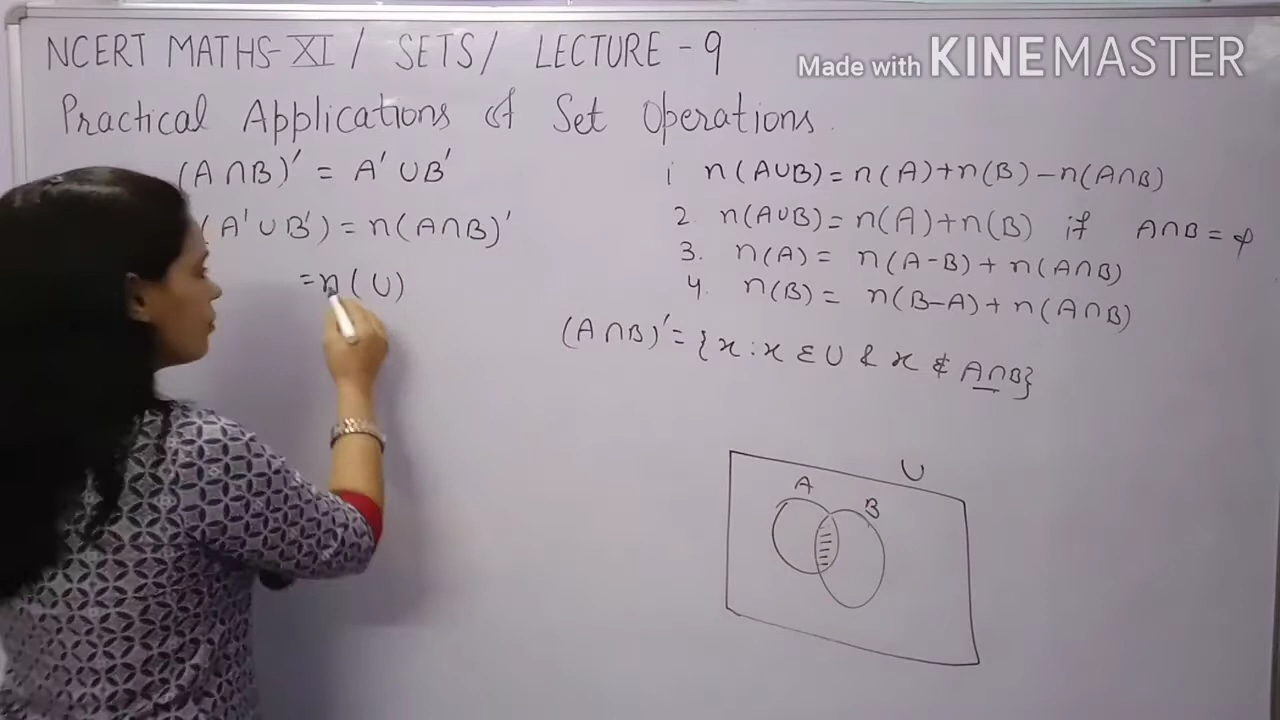 NCERT MATHS-XI / SETS / LECTURE - 9
Made with KINEMASTER
Practical Applications of Set Operations.
(A∩B)' = A' ∪B'
(A' ∪B') = n(A∩B)'
= n(U)
1 n(A∪B) = n(A)+n(B) -n(A∩B)
2. n(A∪B) = n(A)+n(B) if A∩B = φ
3. n(A) = n(A-B) + n(A∩B)
4. n(B) = n(B-A) + n(A∩B)
(A∩B)' = {x : x ∈ U & x ∉ A∩B}
U
A
B